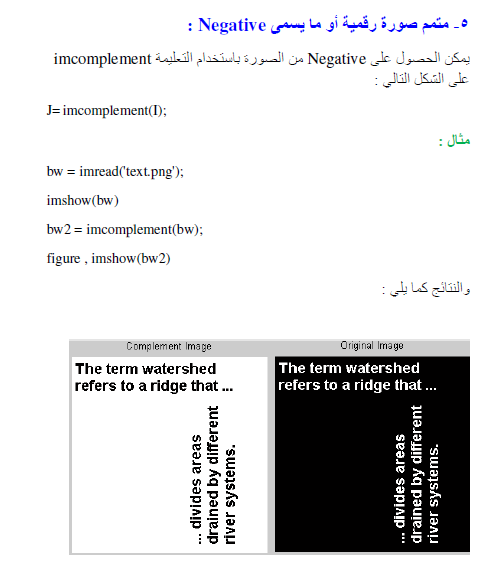 ٥- متمم صورة رقمية أو ما يسمى Negative :
يمكن الحصول على Negative من الصورة باستخدام التعليمة imcomplement
على الشكل التالي :
J= imcomplement(I);
مثال :
bw = imread('text.png');
imshow(bw)
bw2 = imcomplement(bw);
figure , imshow(bw2)
والنتائج كما يلي :
Complement Image
The term watershed
refers to a ridge that ...
... divides areas
drained by different
river systems.
Original Image
The term watershed
refers to a ridge that ...
... divides areas
drained by different
river systems.